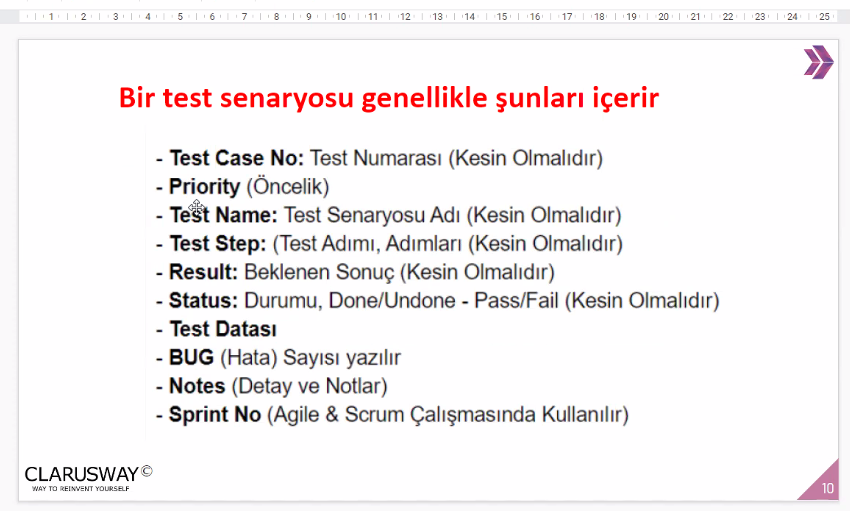 1 2 3 4 5 6 7 8 9 10 11 12 13 14 15 16 17 18 19 20 21 22 23 24 25
Bir test senaryosu genellikle şunları içerir
- Test Case No: Test Numarası (Kesin Olmalıdır)
- Priority (Öncelik)
- Test Name: Test Senaryosu Adı (Kesin Olmalıdır)
- Test Step: (Test Adımı, Adımları (Kesin Olmalıdır)
- Result: Beklenen Sonuç (Kesin Olmalıdır)
- Status: Durumu, Done/Undone - Pass/Fail (Kesin Olmalıdır)
- Test Datası
- BUG (Hata) Sayısı yazılır
- Notes (Detay ve Notlar)
- Sprint No (Agile & Scrum Çalışmasında Kullanılır)
CLARUSWAY©
WAY TO REINVENT YOURSELF
10